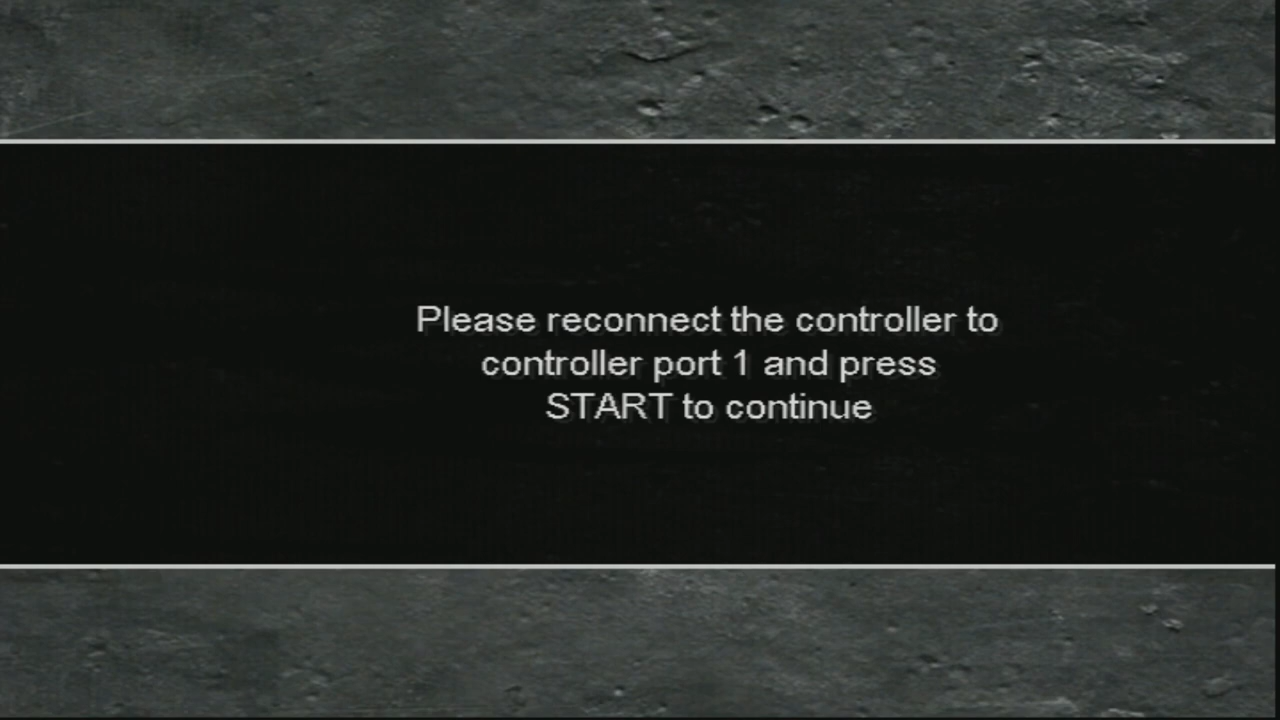 Please reconnect the controller to
controller port 1 and press
START to continue